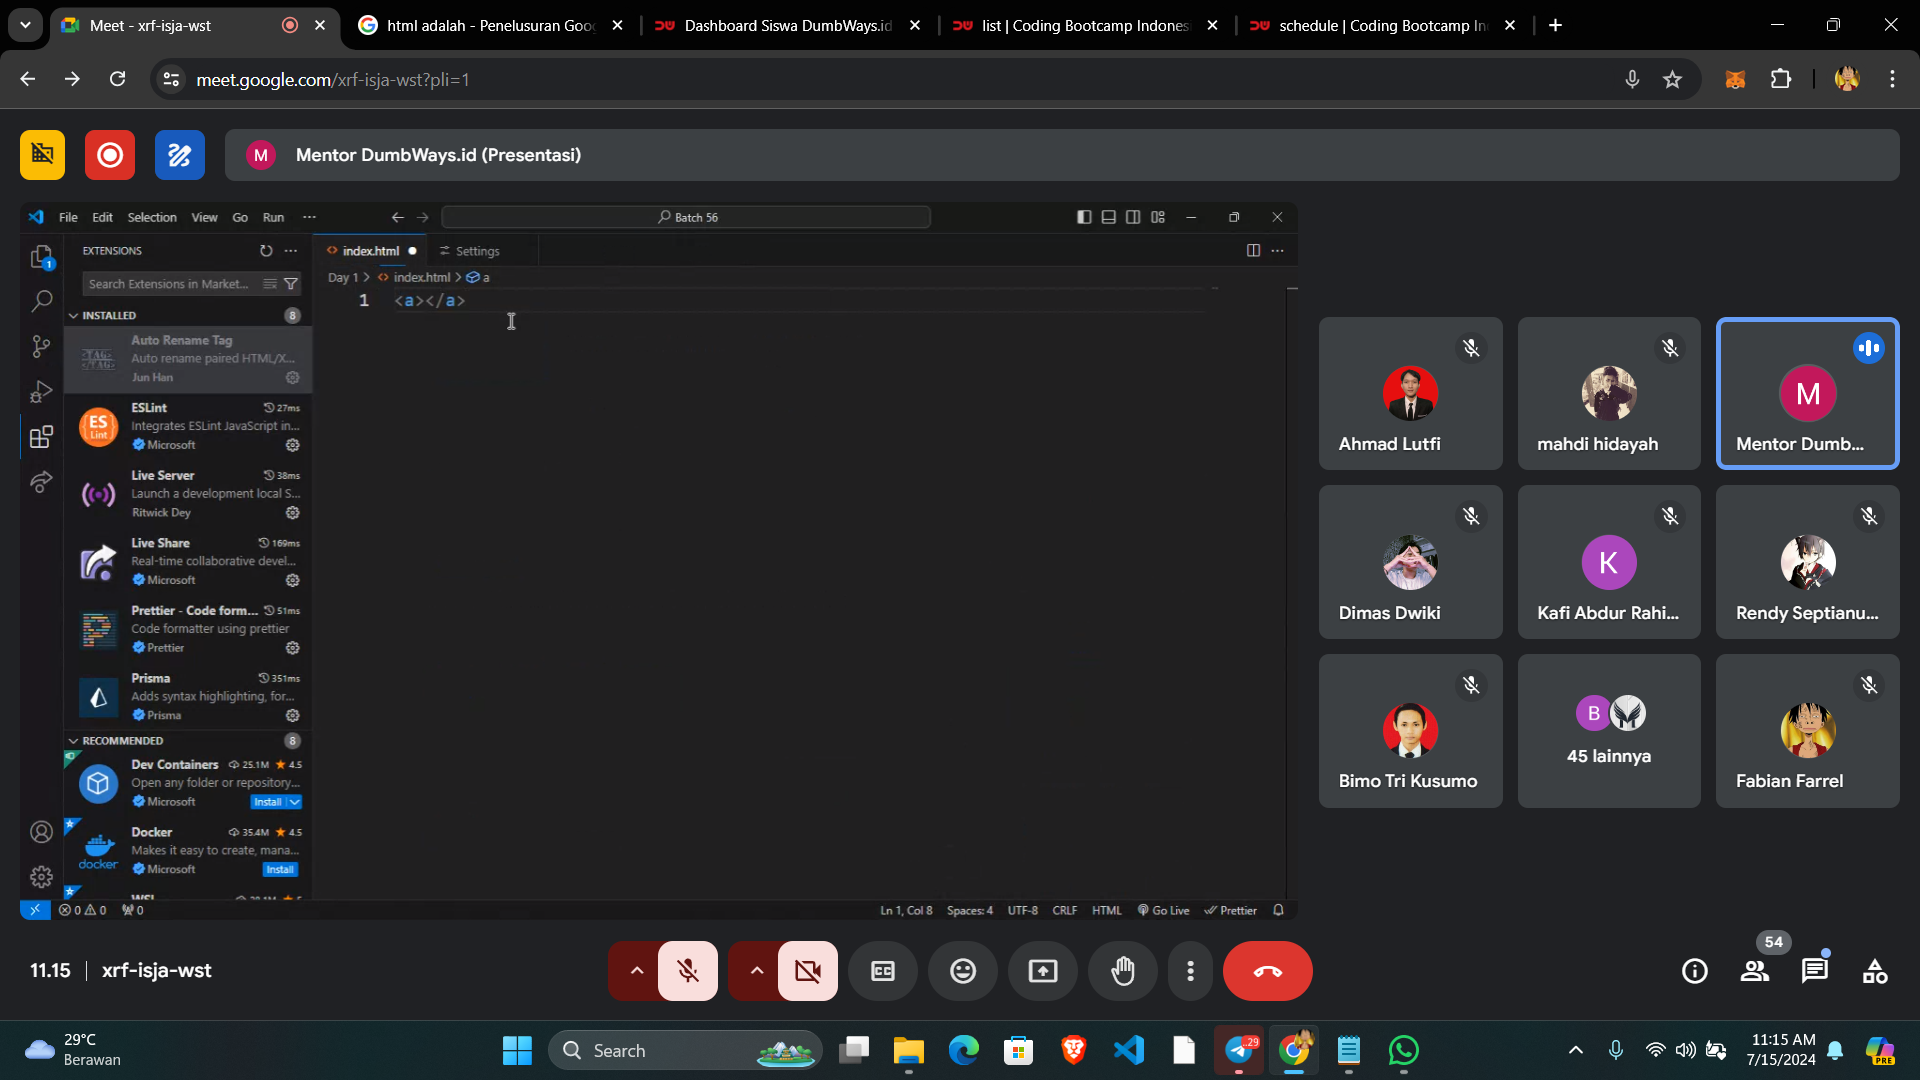 Meet - xrf-isja-wst
html adalah - Penelusuran Goog
Dashboard Siswa DumbWays.id
list | Coding Bootcamp Indones
schedule | Coding Bootcamp In
meet.google.com/xrf-isja-wst?pli=1
M Mentor DumbWays.id (Presentasi)
File Edit Selection View Go Run
Batch 56
EXTENSIONS
index.html
Settings
Search Extensions in Market...
Day 1 > index.html > a
1 <a></a>
INSTALLED 8
Auto Rename Tag
Auto rename paired HTML/X...
Jun Han
ESLint 27ms
Integrates ESLint JavaScript in...
Microsoft
Live Server 38ms
Launch a development local S...
Ritwick Dey
Live Share 169ms
Real-time collaborative devel...
Microsoft
Prettier - Code form... 51ms
Code formatter using prettier
Prettier
Prisma 351ms
Adds syntax highlighting, for...
Prisma
RECOMMENDED 8
Dev Containers 25.1M 4.5
Open any folder or repository...
Microsoft Install
Docker 35.4M 4.5
Makes it easy to create, mana...
Microsoft Install
0 0 0
Ln 1, Col 8 Spaces: 4 UTF-8 CRLF HTML Go Live Prettier
Ahmad Lutfi
mahdi hidayah
M
Mentor Dumb...
Dimas Dwiki
K
Kafi Abdur Rahi...
Rendy Septianu...
Bimo Tri Kusumo
B
45 lainnya
Fabian Farrel
11.15 | xrf-isja-wst
54
29°C
Berawan
Search
11:15 AM
7/15/2024